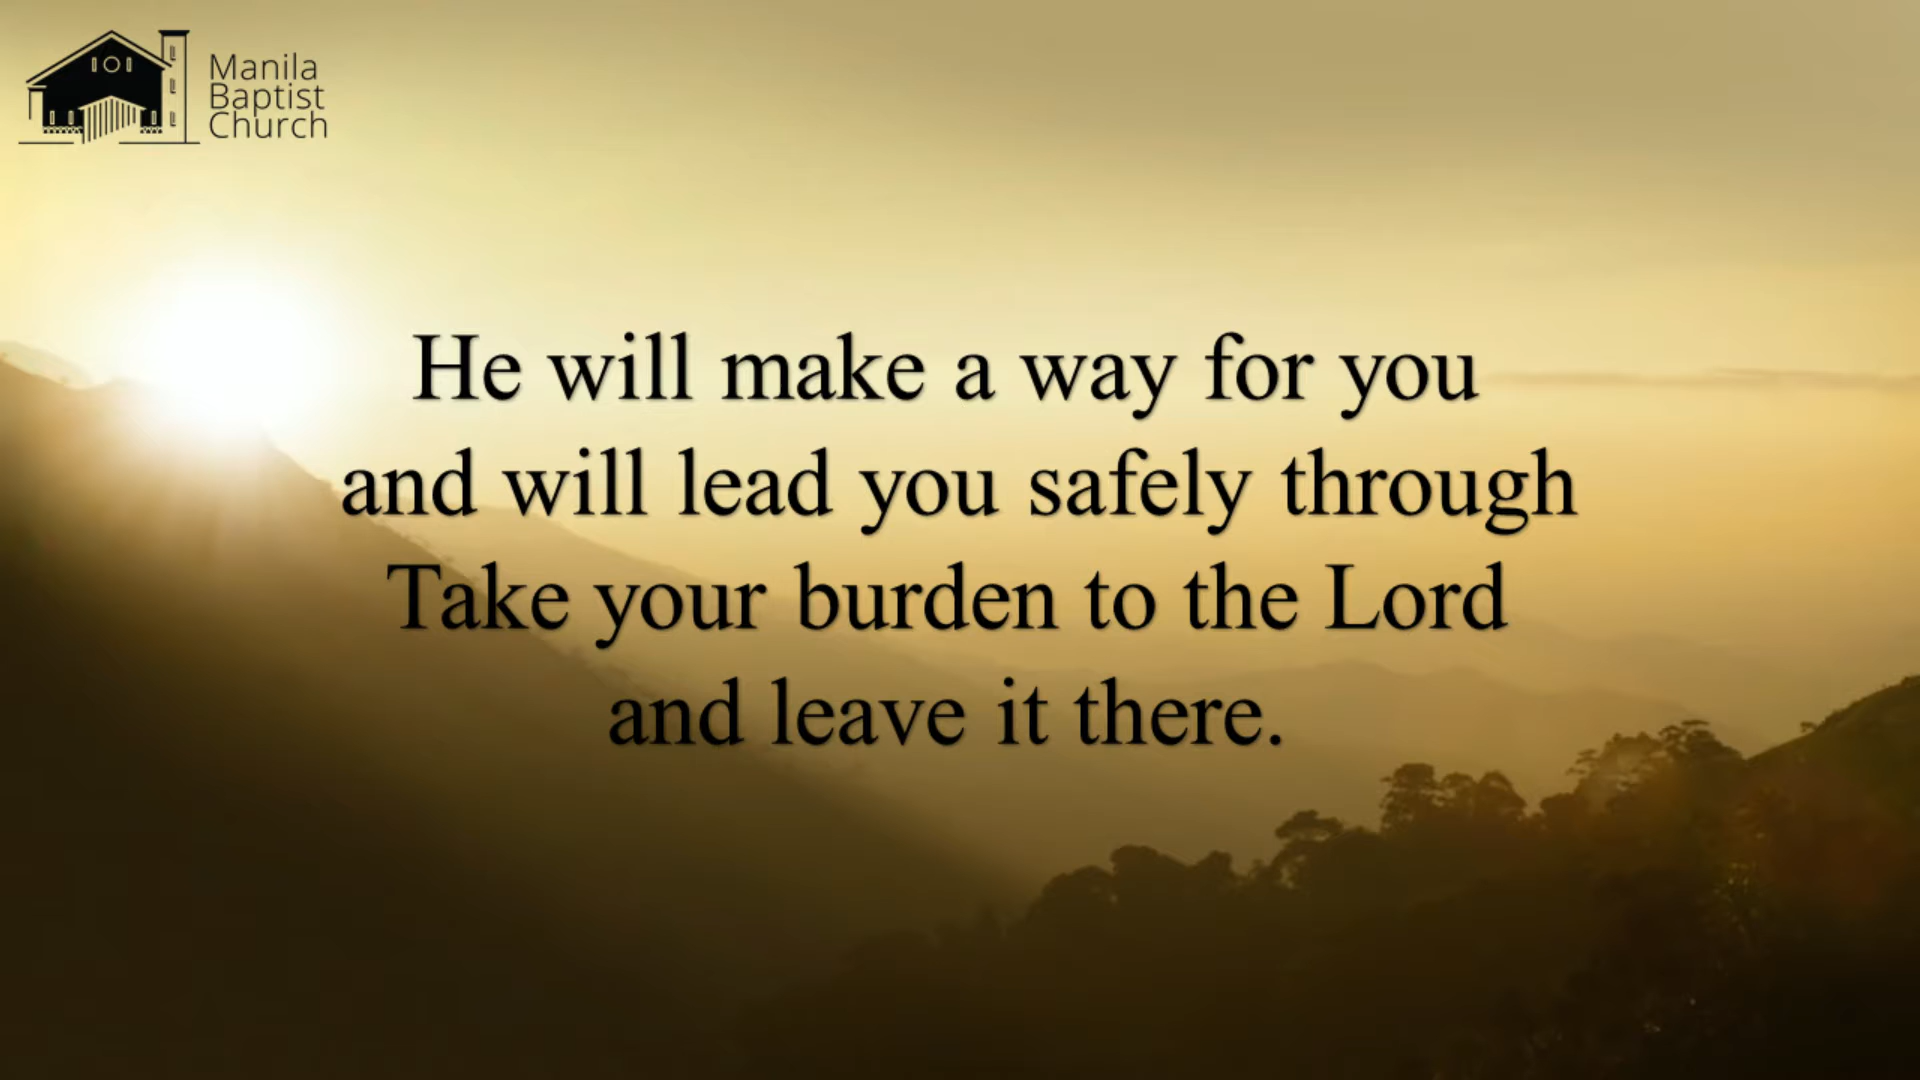 Manila
Baptist
Church
He will make a way for you
and will lead you safely through
Take your burden to the Lord
and leave it there.